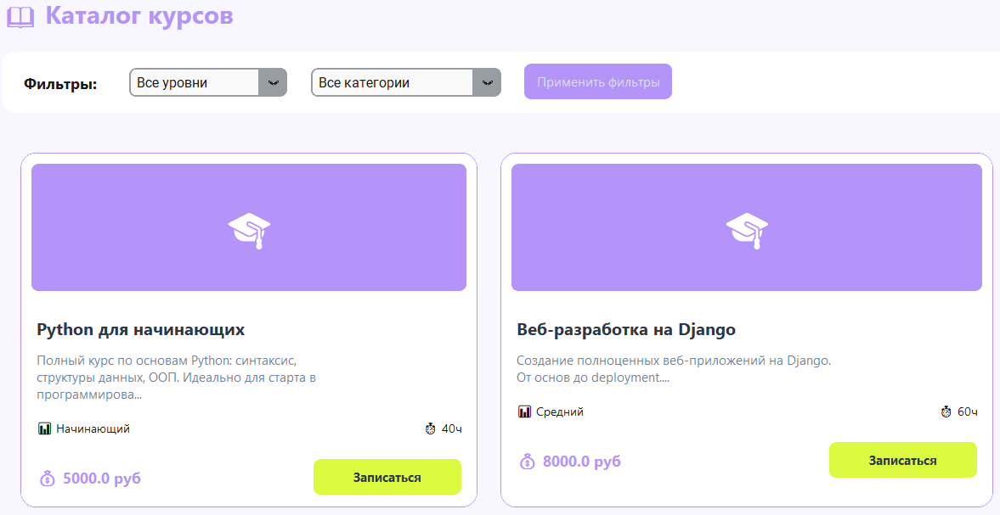 Каталог курсов
Фильтры:
Все уровни
Все категории
Применить фильтры
Python для начинающих
Полный курс по основам Python: синтаксис,
структуры данных, ООП. Идеально для старта в
программирова...
Начинающий
40ч
5000.0 руб
Записаться
Веб-разработка на Django
Создание полноценных веб-приложений на Django.
От основ до deployment....
Средний
60ч
8000.0 руб
Записаться